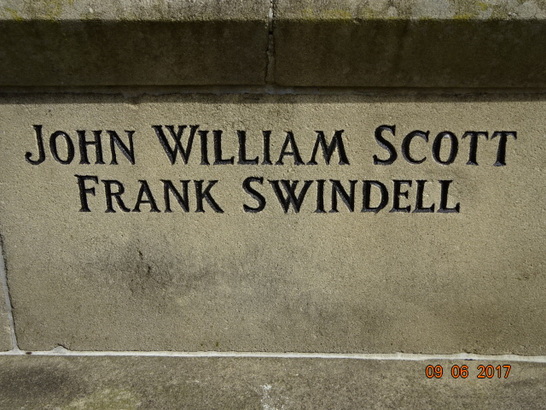 JOHN WILLIAM SCOTT
FRANK SWINDELL
09 06 2017